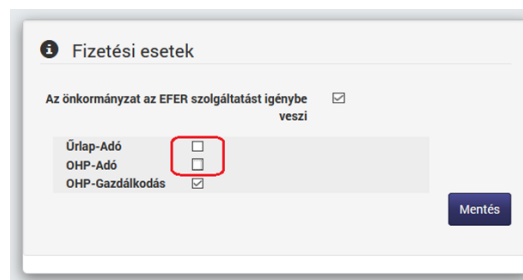 Fizetési esetek
Az önkormányzat az EFER szolgáltatást igénybe
veszi
Űrlap-Adó
OHP-Adó
OHP-Gazdálkodás
Mentés